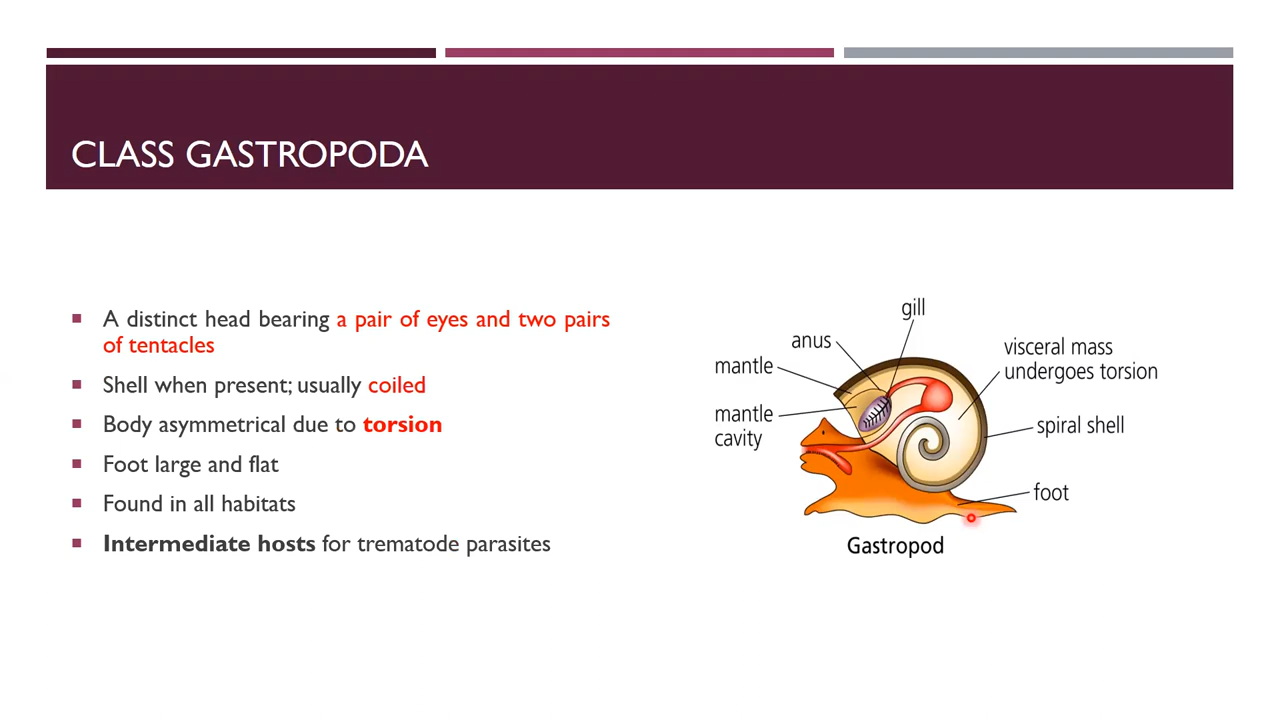 CLASS GASTROPODA
A distinct head bearing a pair of eyes and two pairs
of tentacles
Shell when present; usually coiled
Body asymmetrical due to torsion
Foot large and flat
Found in all habitats
Intermediate hosts for trematode parasites
gill
anus
mantle
mantle
cavity
visceral mass
undergoes torsion
spiral shell
foot
Gastropod